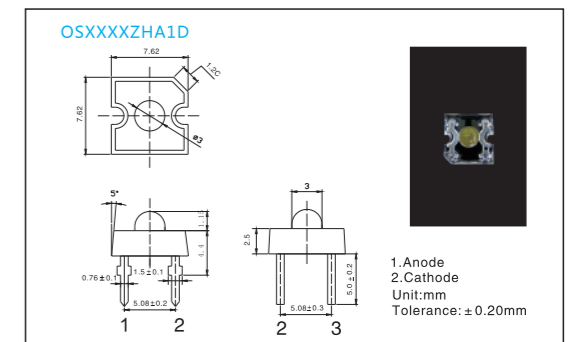 OSXXXXZHA1D
7.62
1.2C
7.62
ø3
5°
1.15
4.4
0.76±0.1
1.5±0.1
5.08±0.2
1 2
3
2.5
5.0±0.2
5.08±0.3
2 3
1.Anode
2.Cathode
Unit:mm
Tolerance:±0.20mm